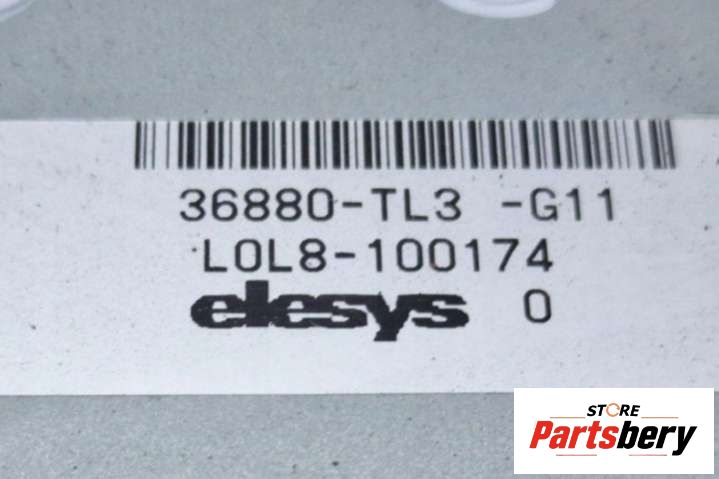 36880-TL3 -G11
L0L8-100174
elesys 0
STORE
Partsbery